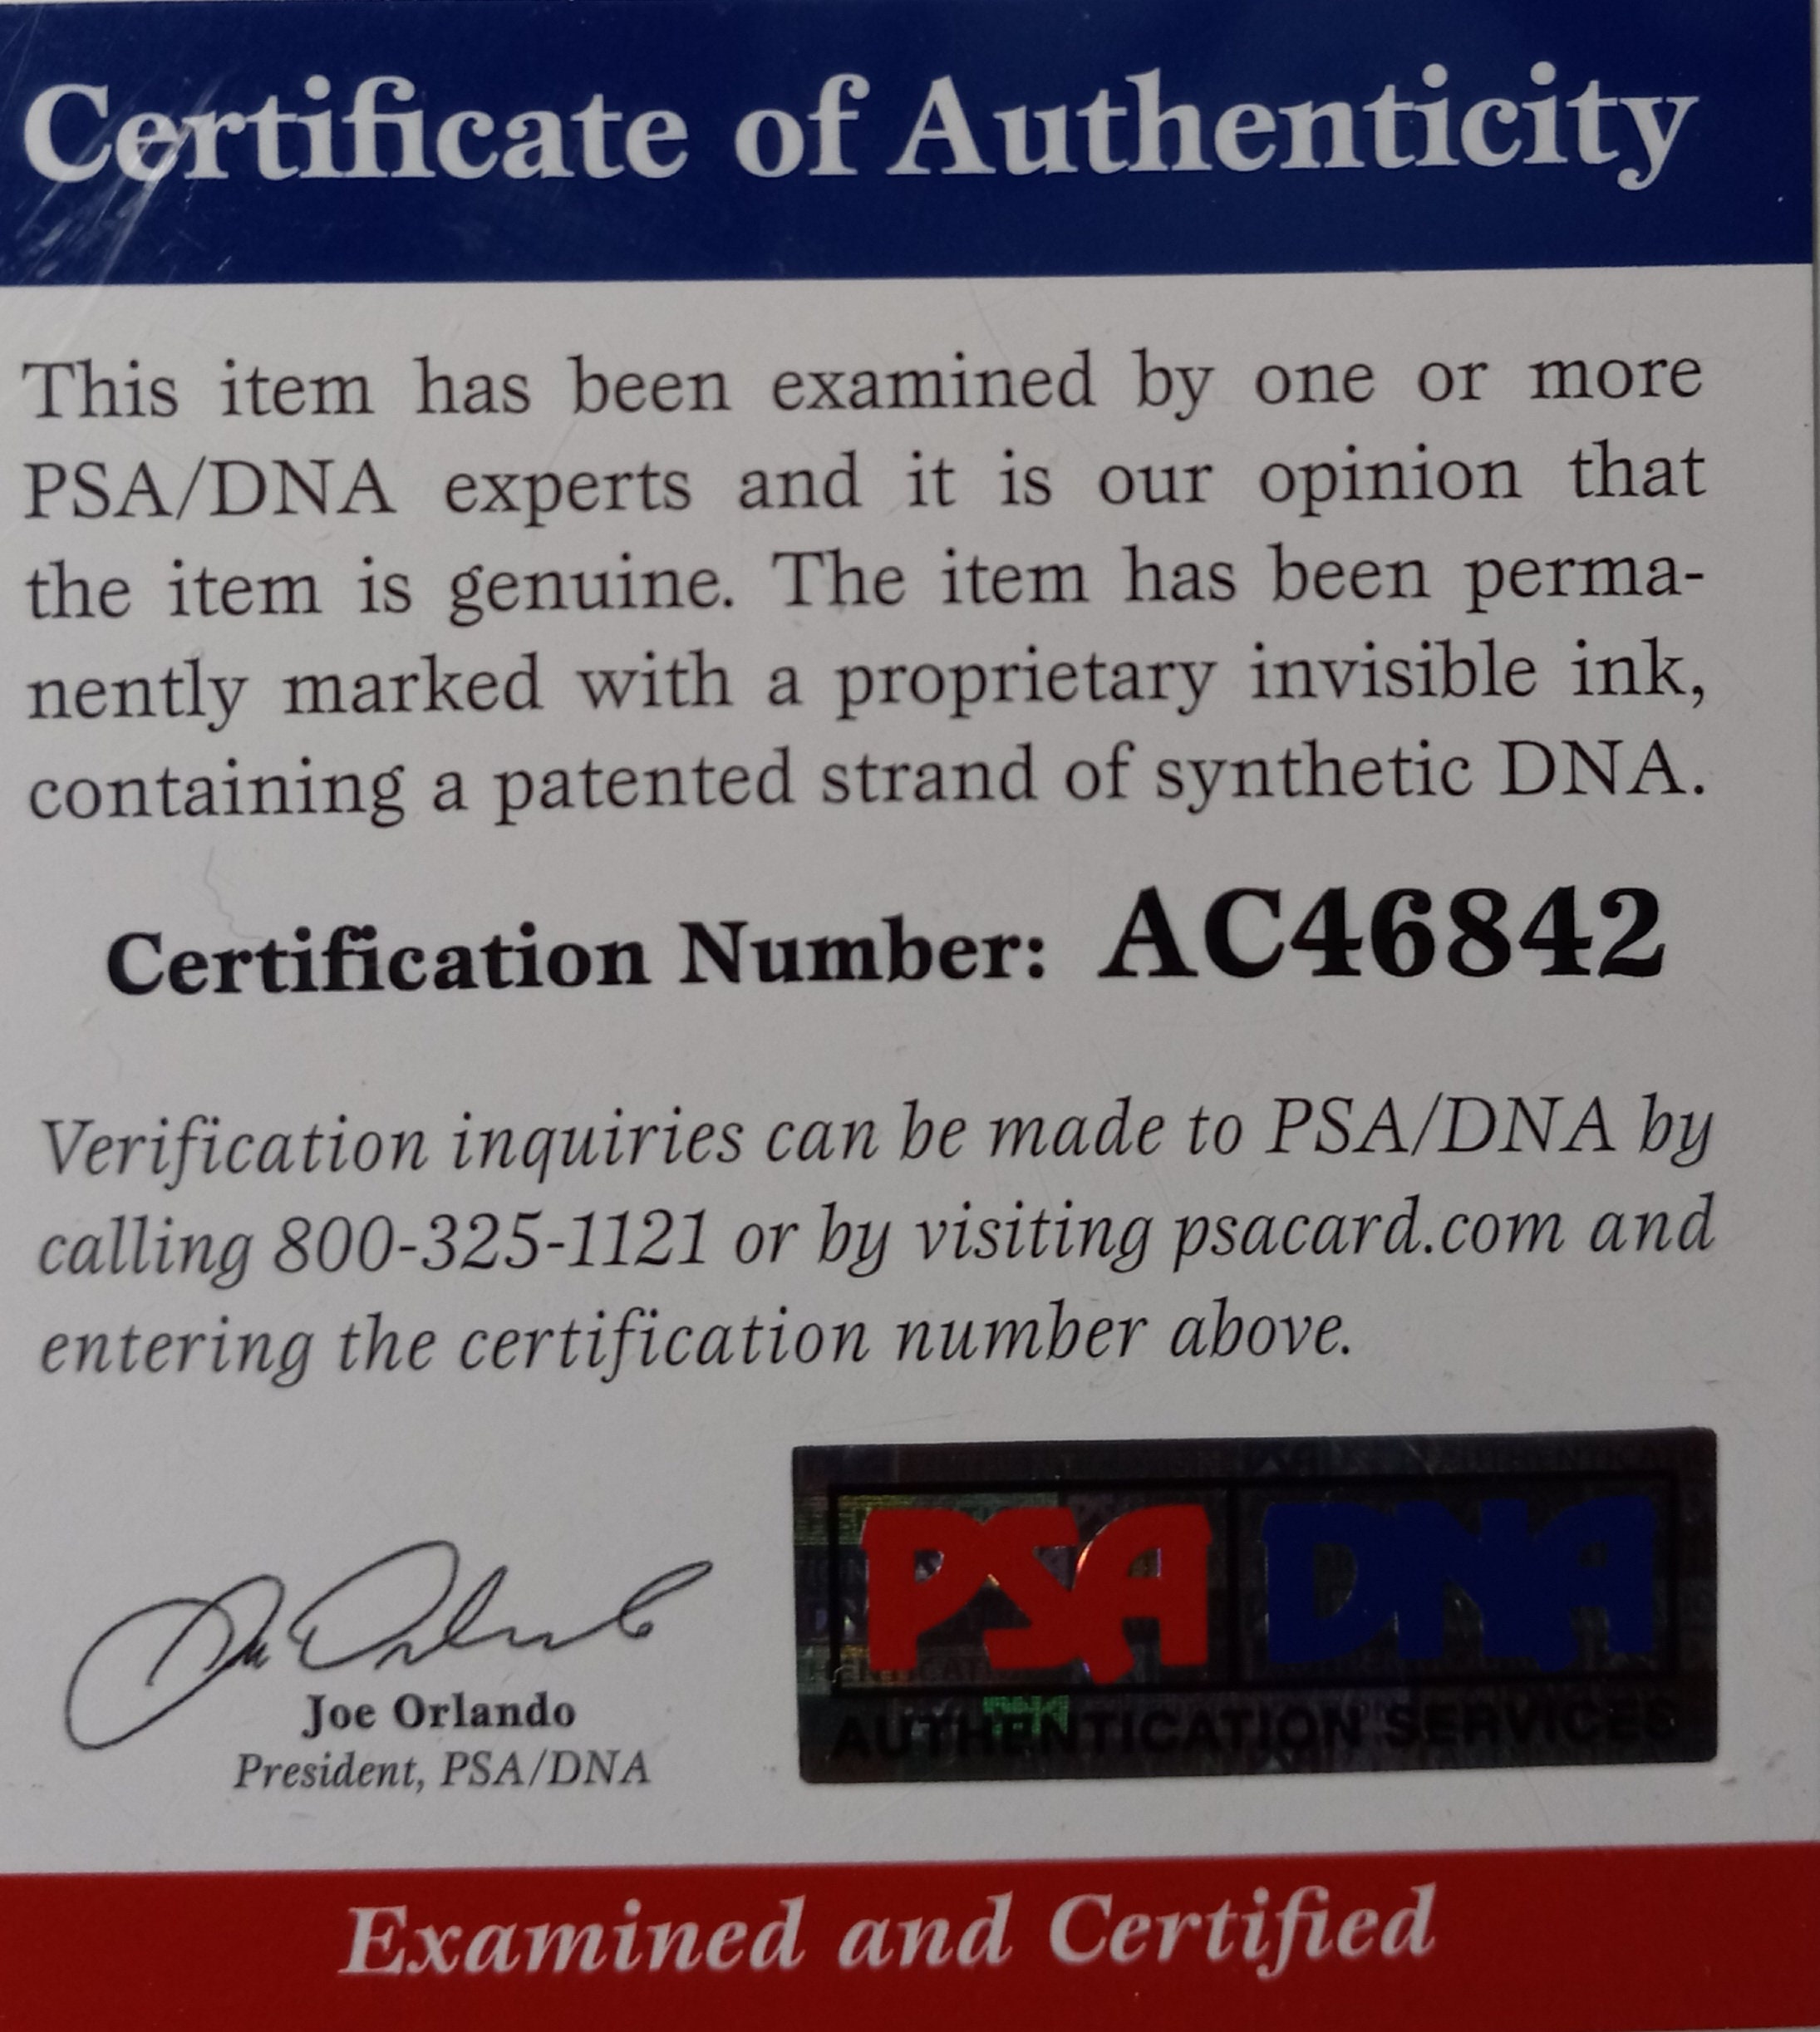 Certificate of Authenticity
This item has been examined by one or more
PSA/DNA experts and it is our opinion that
the item is genuine. The item has been perma-
nently marked with a proprietary invisible ink,
containing a patented strand of synthetic DNA.
Certification Number: AC46842
Verification inquiries can be made to PSA/DNA by
calling 800-325-1121 or by visiting psacard.com and
entering the certification number above.
Joe Orlando
President, PSA/DNA
PSA DNA
AUTHENTICATION SERVICES
Examined and Certified